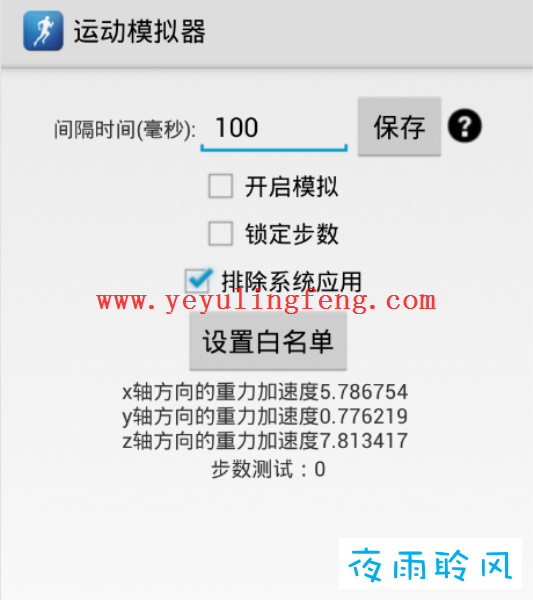 运动模拟器
间隔时间(毫秒): 100 保存 ?
开启模拟
锁定步数
排除系统应用
www.yeyulingfeng.com
设置白名单
x轴方向的重力加速度5.786754
y轴方向的重力加速度0.776219
z轴方向的重力加速度7.813417
步数测试：0
夜雨聆风